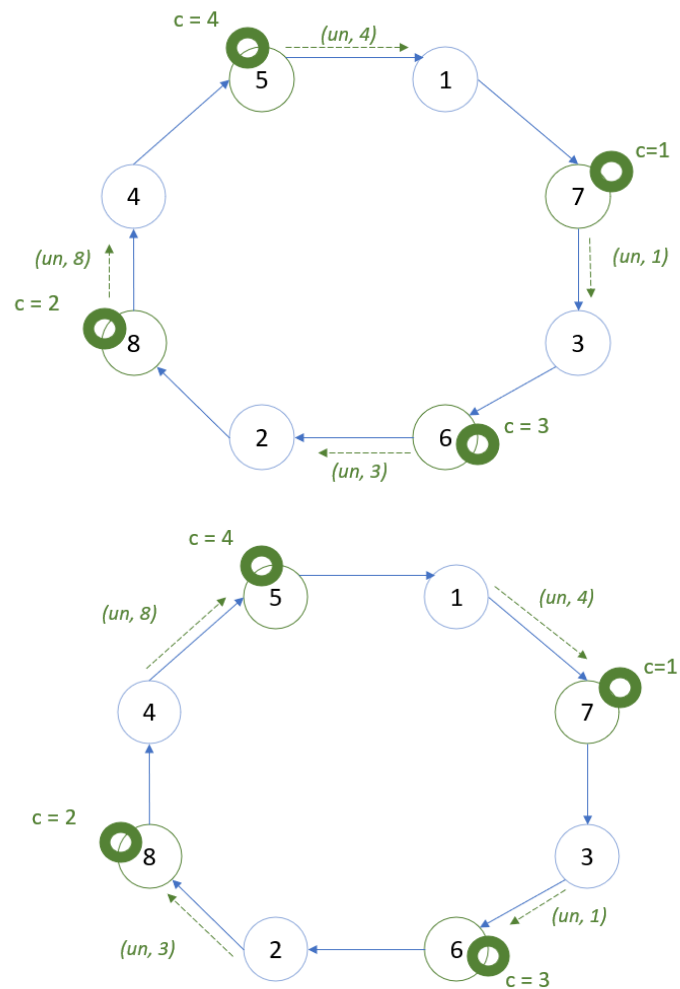 c = 4
(un, 4)
5
1
c=1
7
4
(un, 8)
(un, 1)
c = 2
8
3
6
c = 3
2
(un, 3)
c = 4
5
1
(un, 4)
(un, 8)
c=1
4
7
c = 2
8
3
(un, 1)
(un, 3)
2
6
c = 3